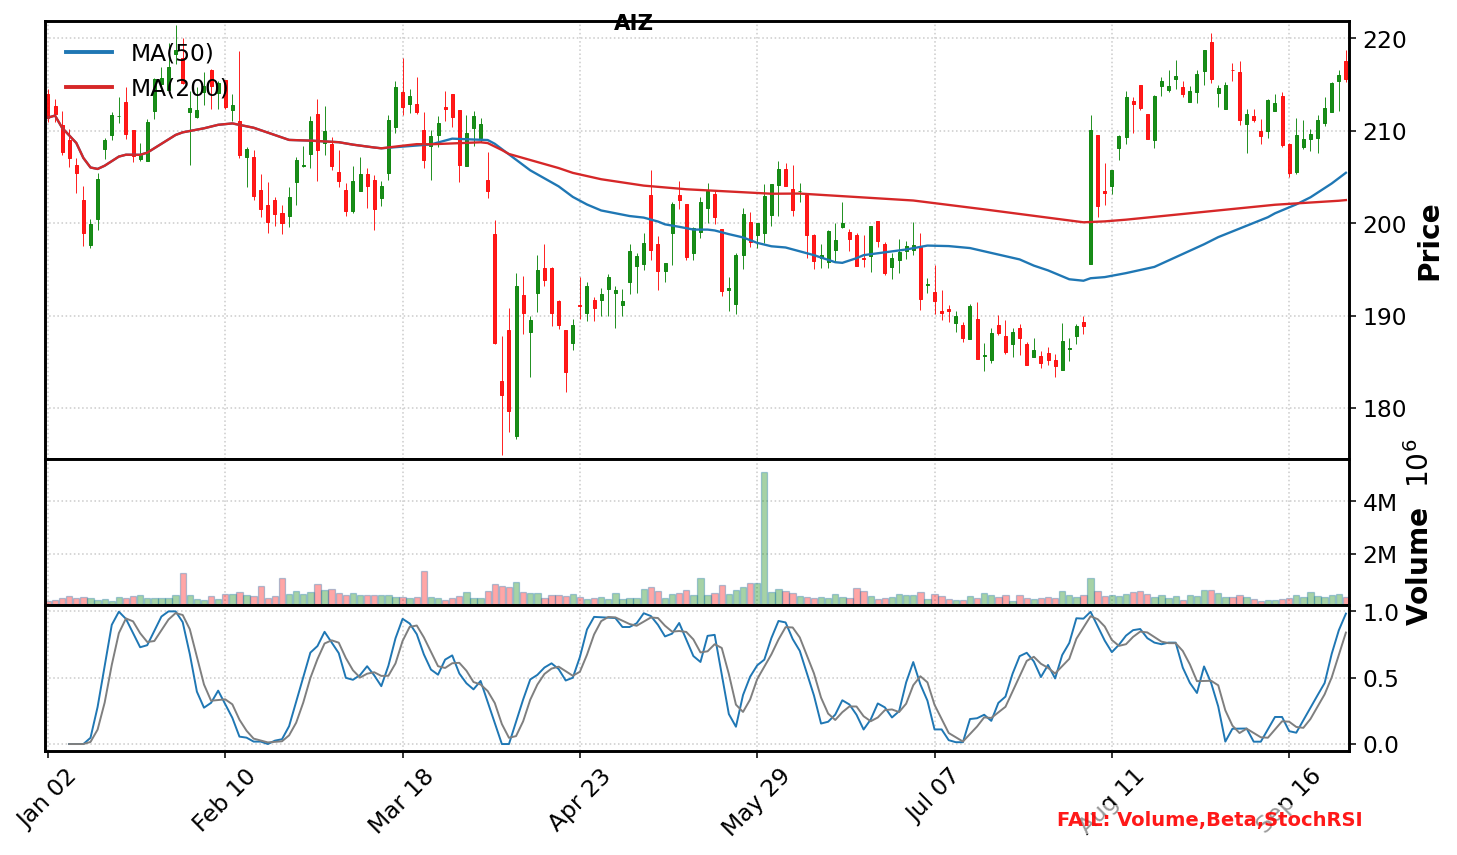 AIZ
MA(50)
MA(200)
220
210
200
190
180
Price
10^6
4M
2M
Volume
1.0
0.5
0.0
Jan 02
Feb 10
Mar 18
Apr 23
May 29
Jul 07
Aug 11
Sep 16
FAIL: Volume,Beta,StochRSI